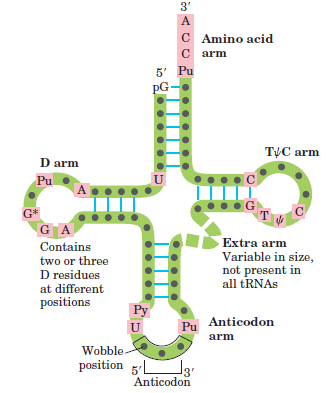 3′
A
C
C
Pu
Amino acid
arm
5′
pG
U
TψC arm
C
G
T
ψ
C
D arm
Pu
A
G*
G
A
Contains
two or three
D residues
at different
positions
Extra arm
Variable in size,
not present in
all tRNAs
Py
U
Pu
Anticodon
arm
Wobble
position
5′
3′
Anticodon